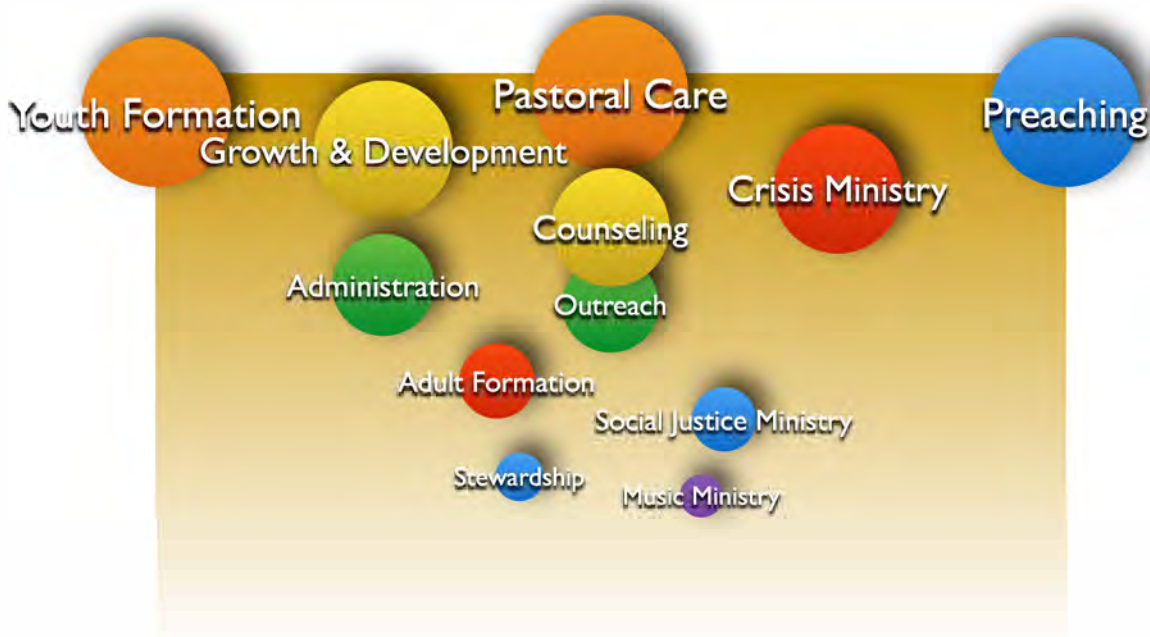 Pastoral Care
Youth Formation
Preaching
Growth & Development
Crisis Ministry
Counseling
Administration
Outreach
Adult Formation
Social Justice Ministry
Stewardship
Music Ministry